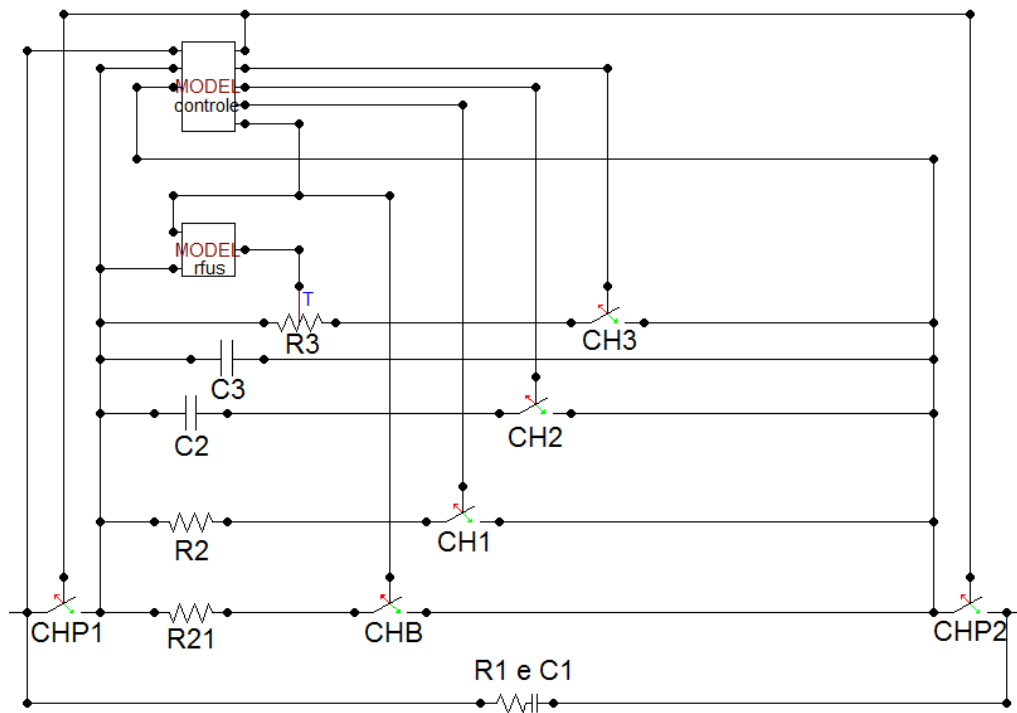 MODEL
controle
MODEL
rfus
T
R3
CH3
C3
C2
CH2
R2
CH1
CHP1
R21
CHB
CHP2
R1 e C1